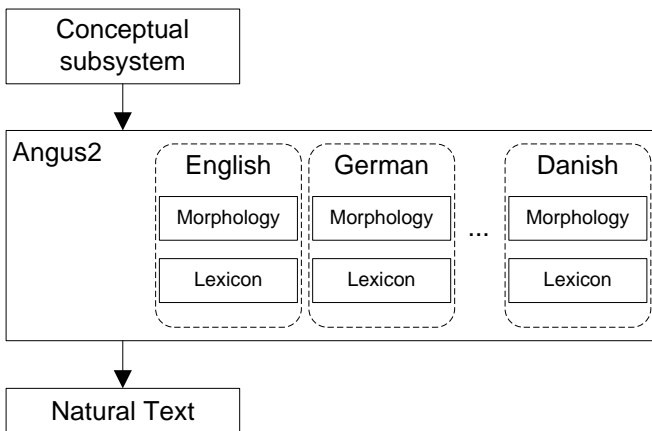 Conceptual
subsystem
Angus2
English
German
Danish
Morphology
Morphology
...
Morphology
Lexicon
Lexicon
Lexicon
Natural Text